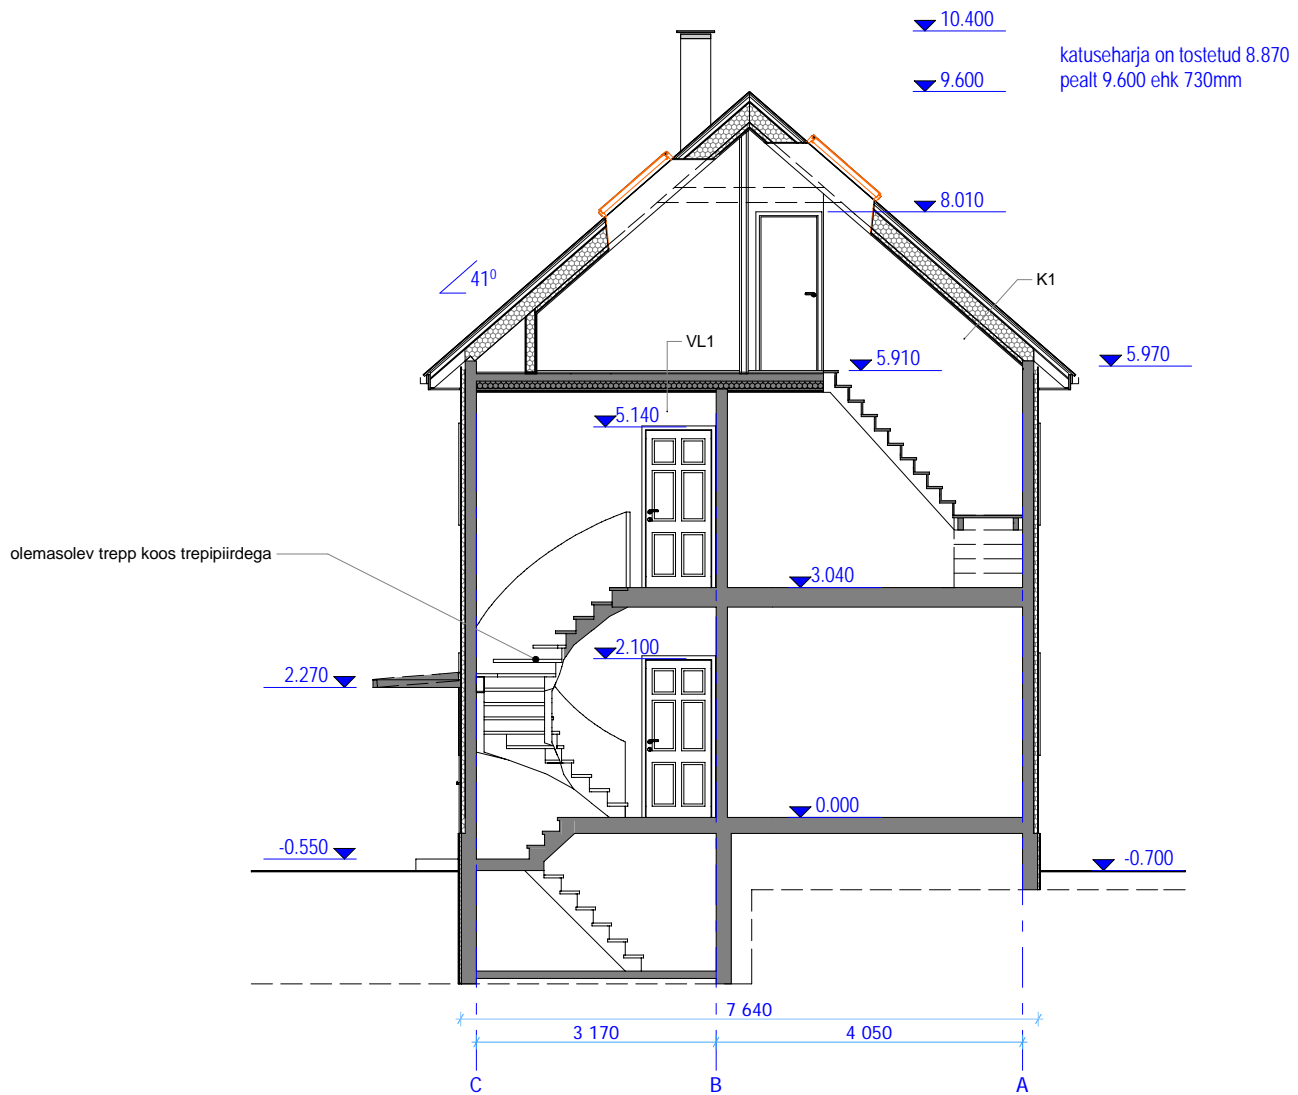 10.400
katuseharja on tostetud 8.870
pealt 9.600 ehk 730mm
9.600
8.010
41⁰
K1
VL1
5.910
5.970
5.140
olemasolev trepp koos trepipiirdega
3.040
2.100
2.270
0.000
-0.550
-0.700
7 640
3 170
4 050
C
B
A